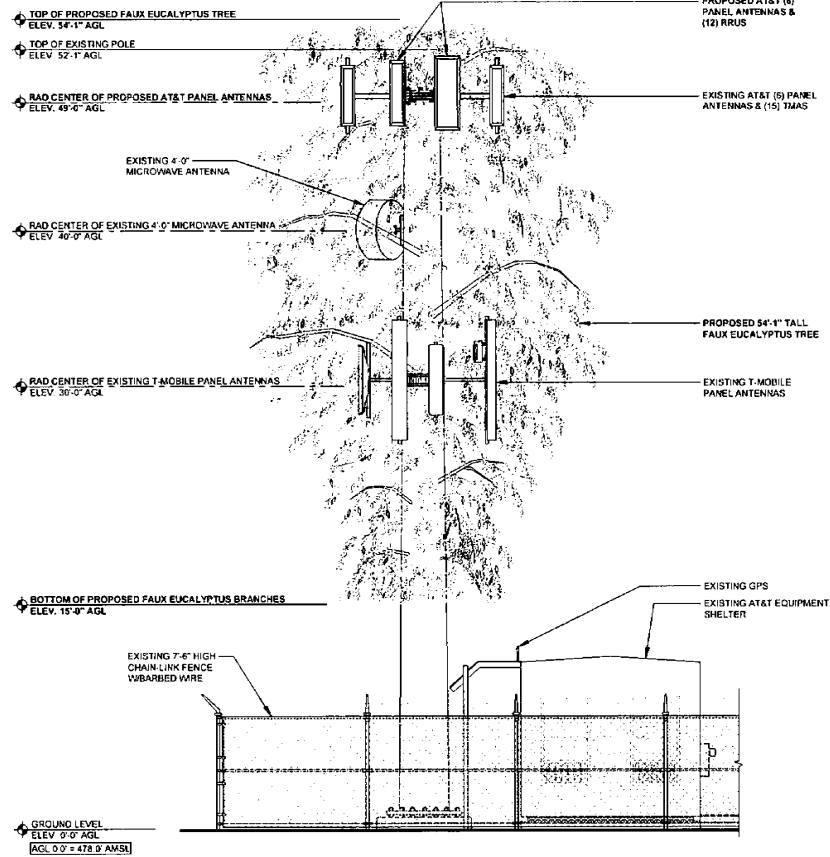 PROPOSED AT&T (6)
PANEL ANTENNAS &
(12) RRUS
TOP OF PROPOSED FAUX EUCALYPTUS TREE
ELEV. 54'-1" AGL
TOP OF EXISTING POLE
ELEV 52'-1" AGL
RAD CENTER OF PROPOSED AT&T PANEL ANTENNAS
ELEV. 49'-0" AGL
EXISTING AT&T (6) PANEL
ANTENNAS & (15) TMAS
EXISTING 4'-0"
MICROWAVE ANTENNA
RAD CENTER OF EXISTING 4'-0" MICROWAVE ANTENNA
ELEV 40'-0" AGL
PROPOSED 54'-1" TALL
FAUX EUCALYPTUS TREE
RAD CENTER OF EXISTING T-MOBILE PANEL ANTENNAS
ELEV. 30'-0" AGL
EXISTING T-MOBILE
PANEL ANTENNAS
EXISTING GPS
BOTTOM OF PROPOSED FAUX EUCALYPTUS BRANCHES
ELEV. 15'-0" AGL
EXISTING AT&T EQUIPMENT
SHELTER
EXISTING 7'-6" HIGH
CHAIN-LINK FENCE
W/BARBED WIRE
GROUND LEVEL
ELEV 0'-0" AGL
AGL 0.0' = 478.0' AMSL